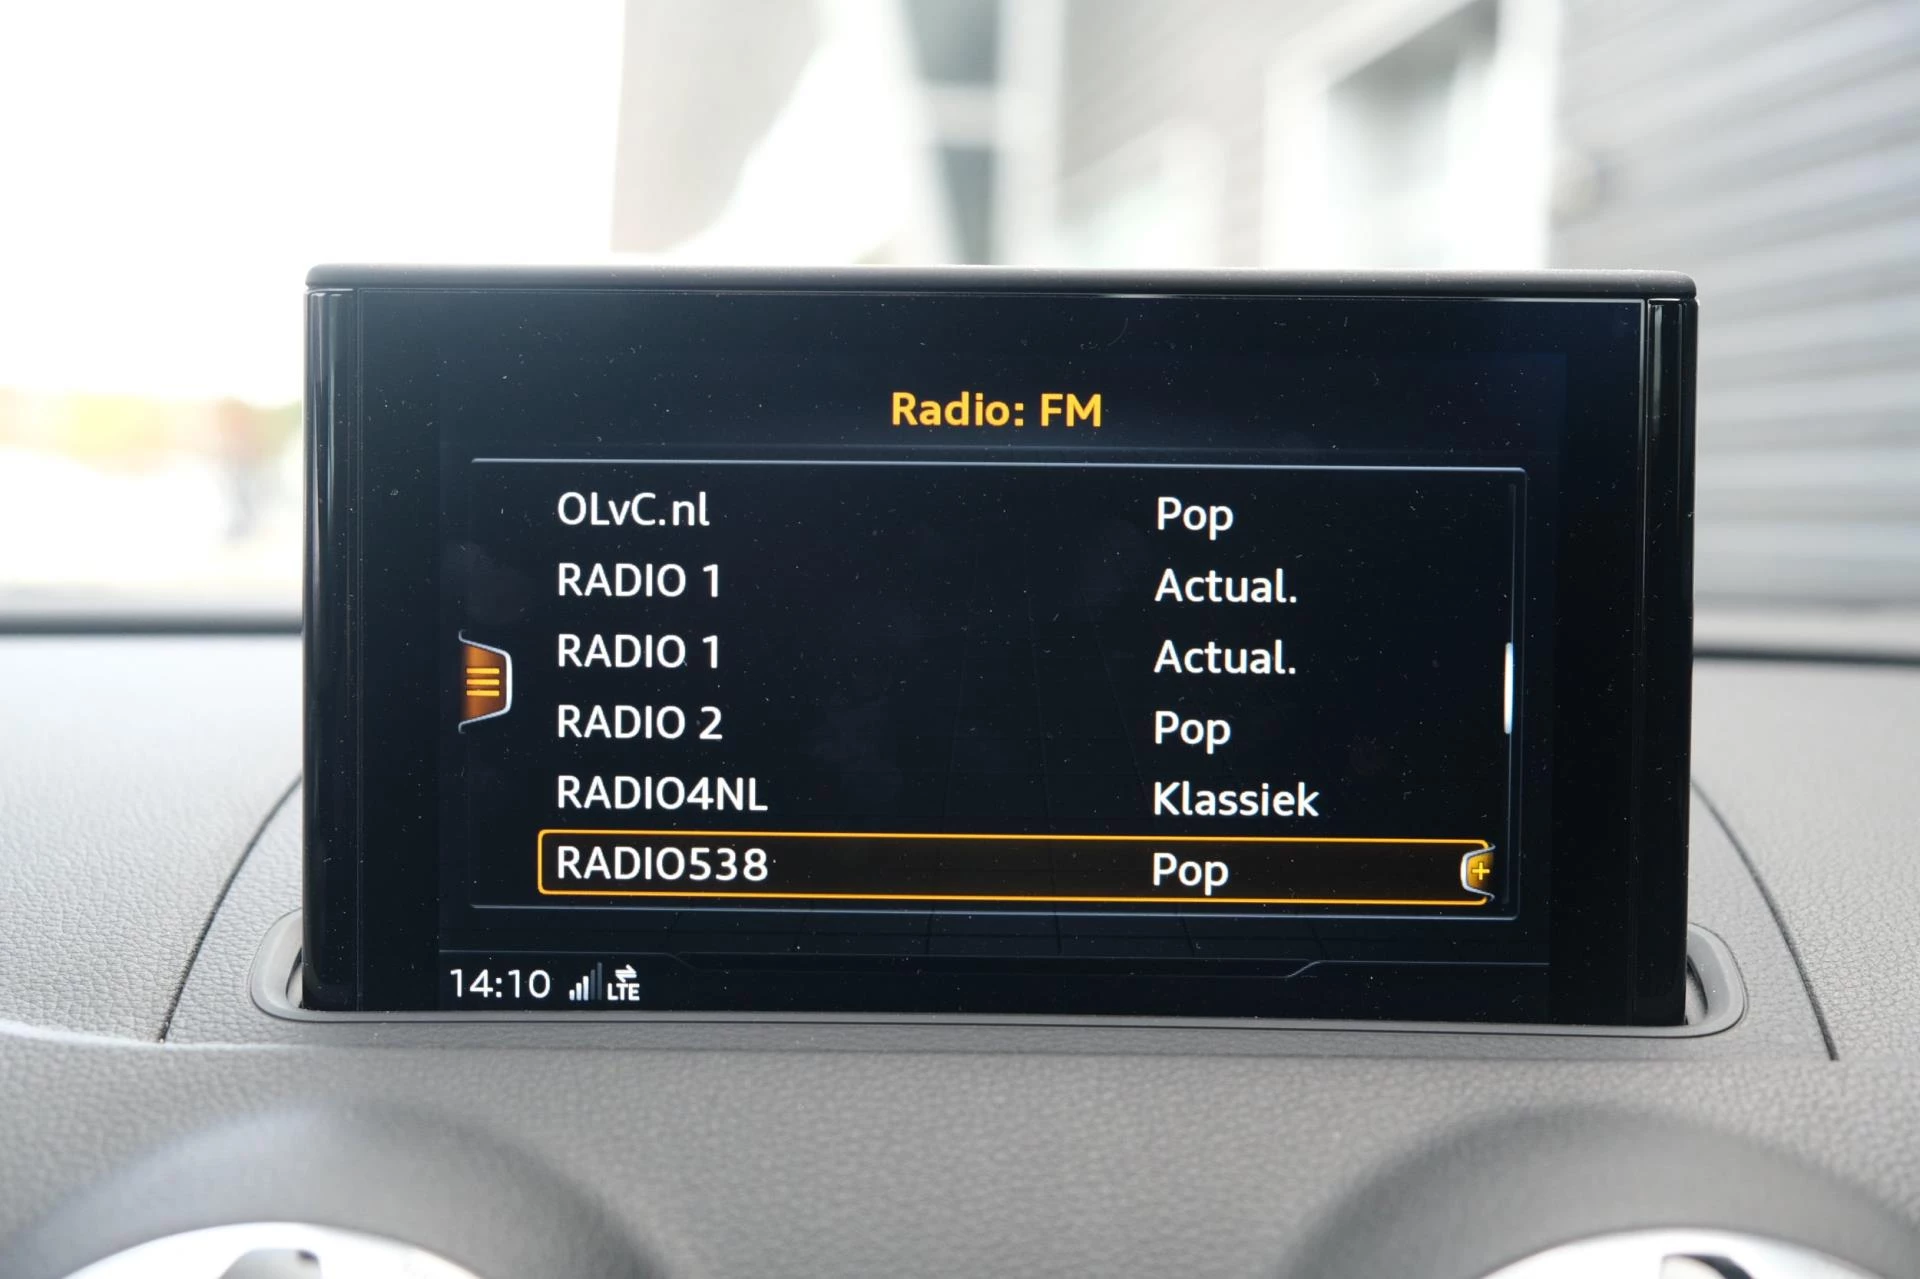 Radio: FM
OLvC.nl Pop
RADIO 1 Actual.
RADIO 1 Actual.
RADIO 2 Pop
RADIO4NL Klassiek
RADIO538 Pop
14:10 LTE